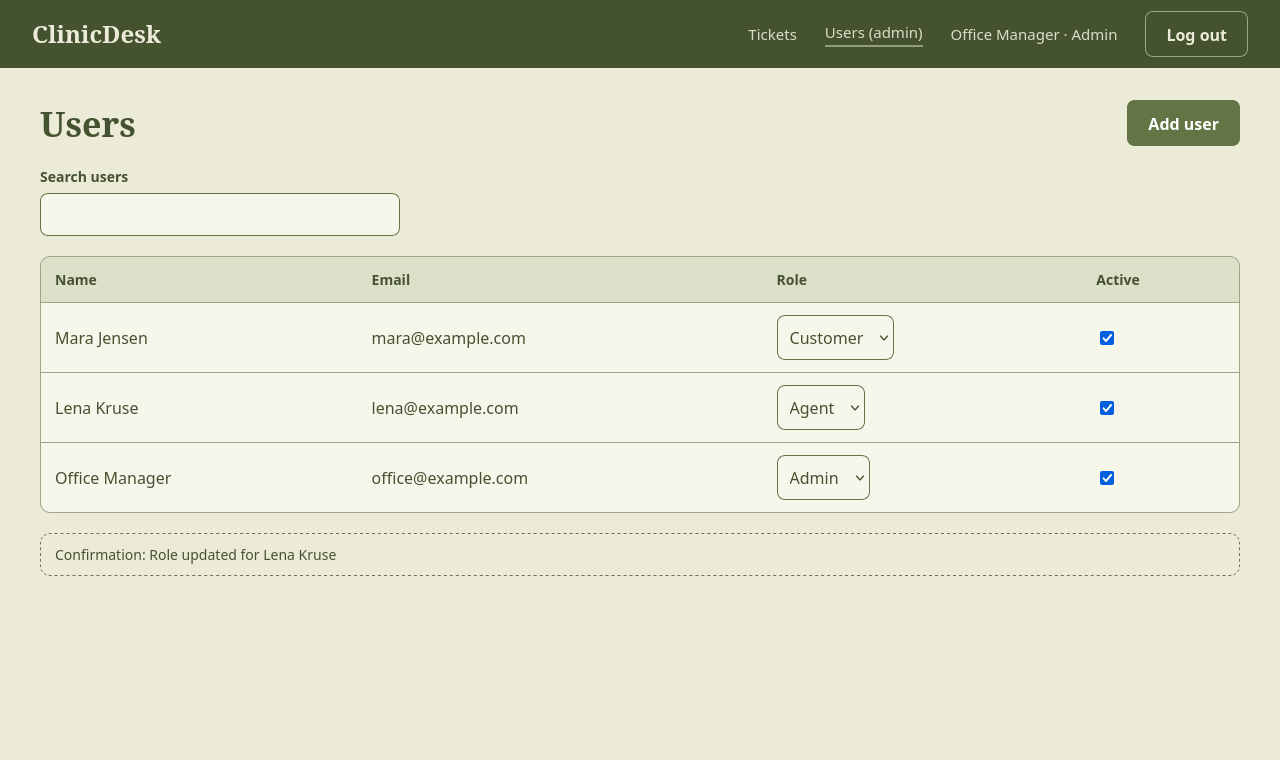 ClinicDesk
Tickets
Users (admin)
Office Manager · Admin
Log out
Users
Add user
Search users
Name Email Role Active
Mara Jensen mara@example.com Customer
Lena Kruse lena@example.com Agent
Office Manager office@example.com Admin
Confirmation: Role updated for Lena Kruse